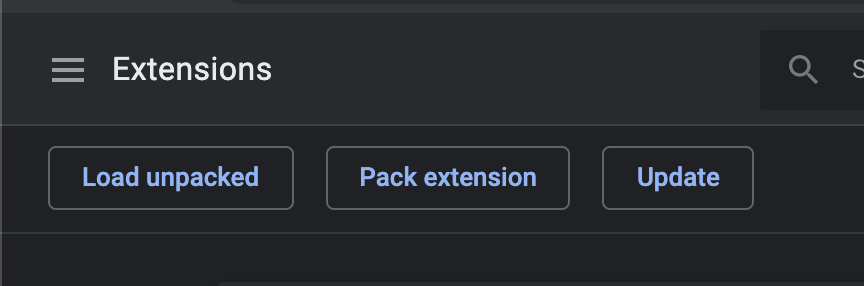 Extensions
S
Load unpacked
Pack extension
Update